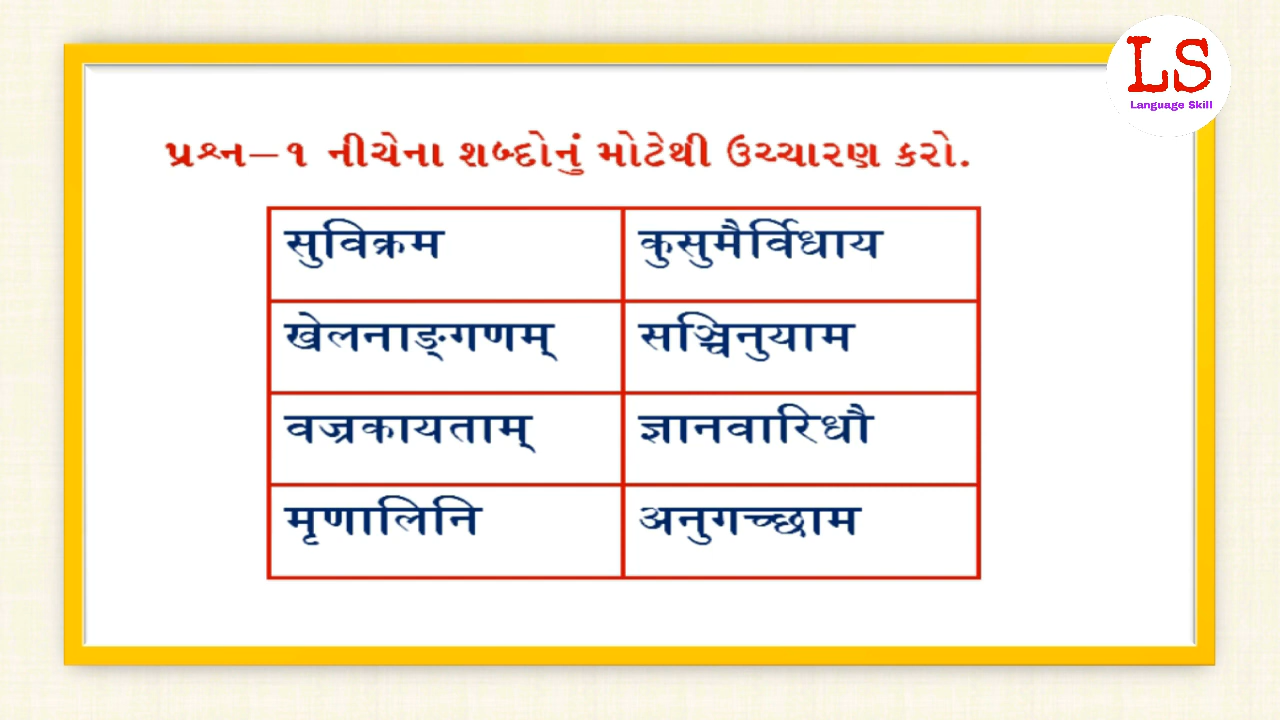 LS
Language Skill
પ્રશ્ન–૧ નીચેના શબ્દોનું મોટેથી ઉચ્ચારણ કરો.
सुविक्रम कुसुमैर्विधाय
खेलनाङ्गणम् सञ्चिनुयाम
वज्रकायताम् ज्ञानवारिधौ
मृणालिनि अनुगच्छाम